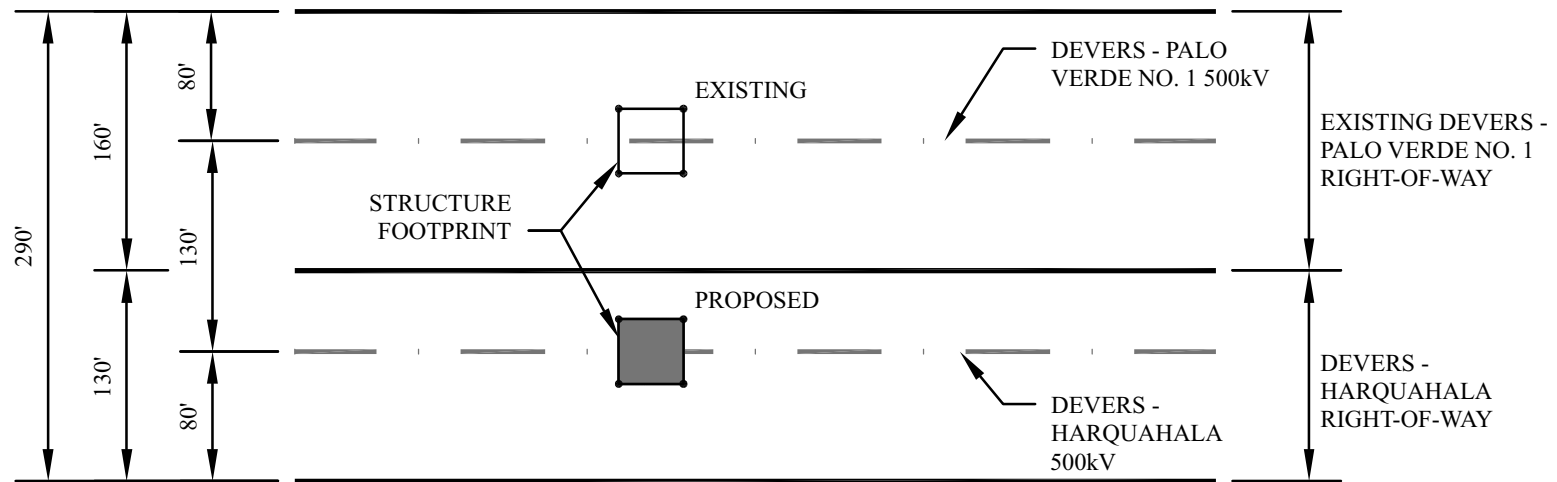 290'
160'
130'
80'
130'
80'
EXISTING
STRUCTURE
FOOTPRINT
PROPOSED
DEVERS - PALO
VERDE NO. 1 500kV
DEVERS -
HARQUAHALA
500kV
EXISTING DEVERS -
PALO VERDE NO. 1
RIGHT-OF-WAY
DEVERS -
HARQUAHALA
RIGHT-OF-WAY